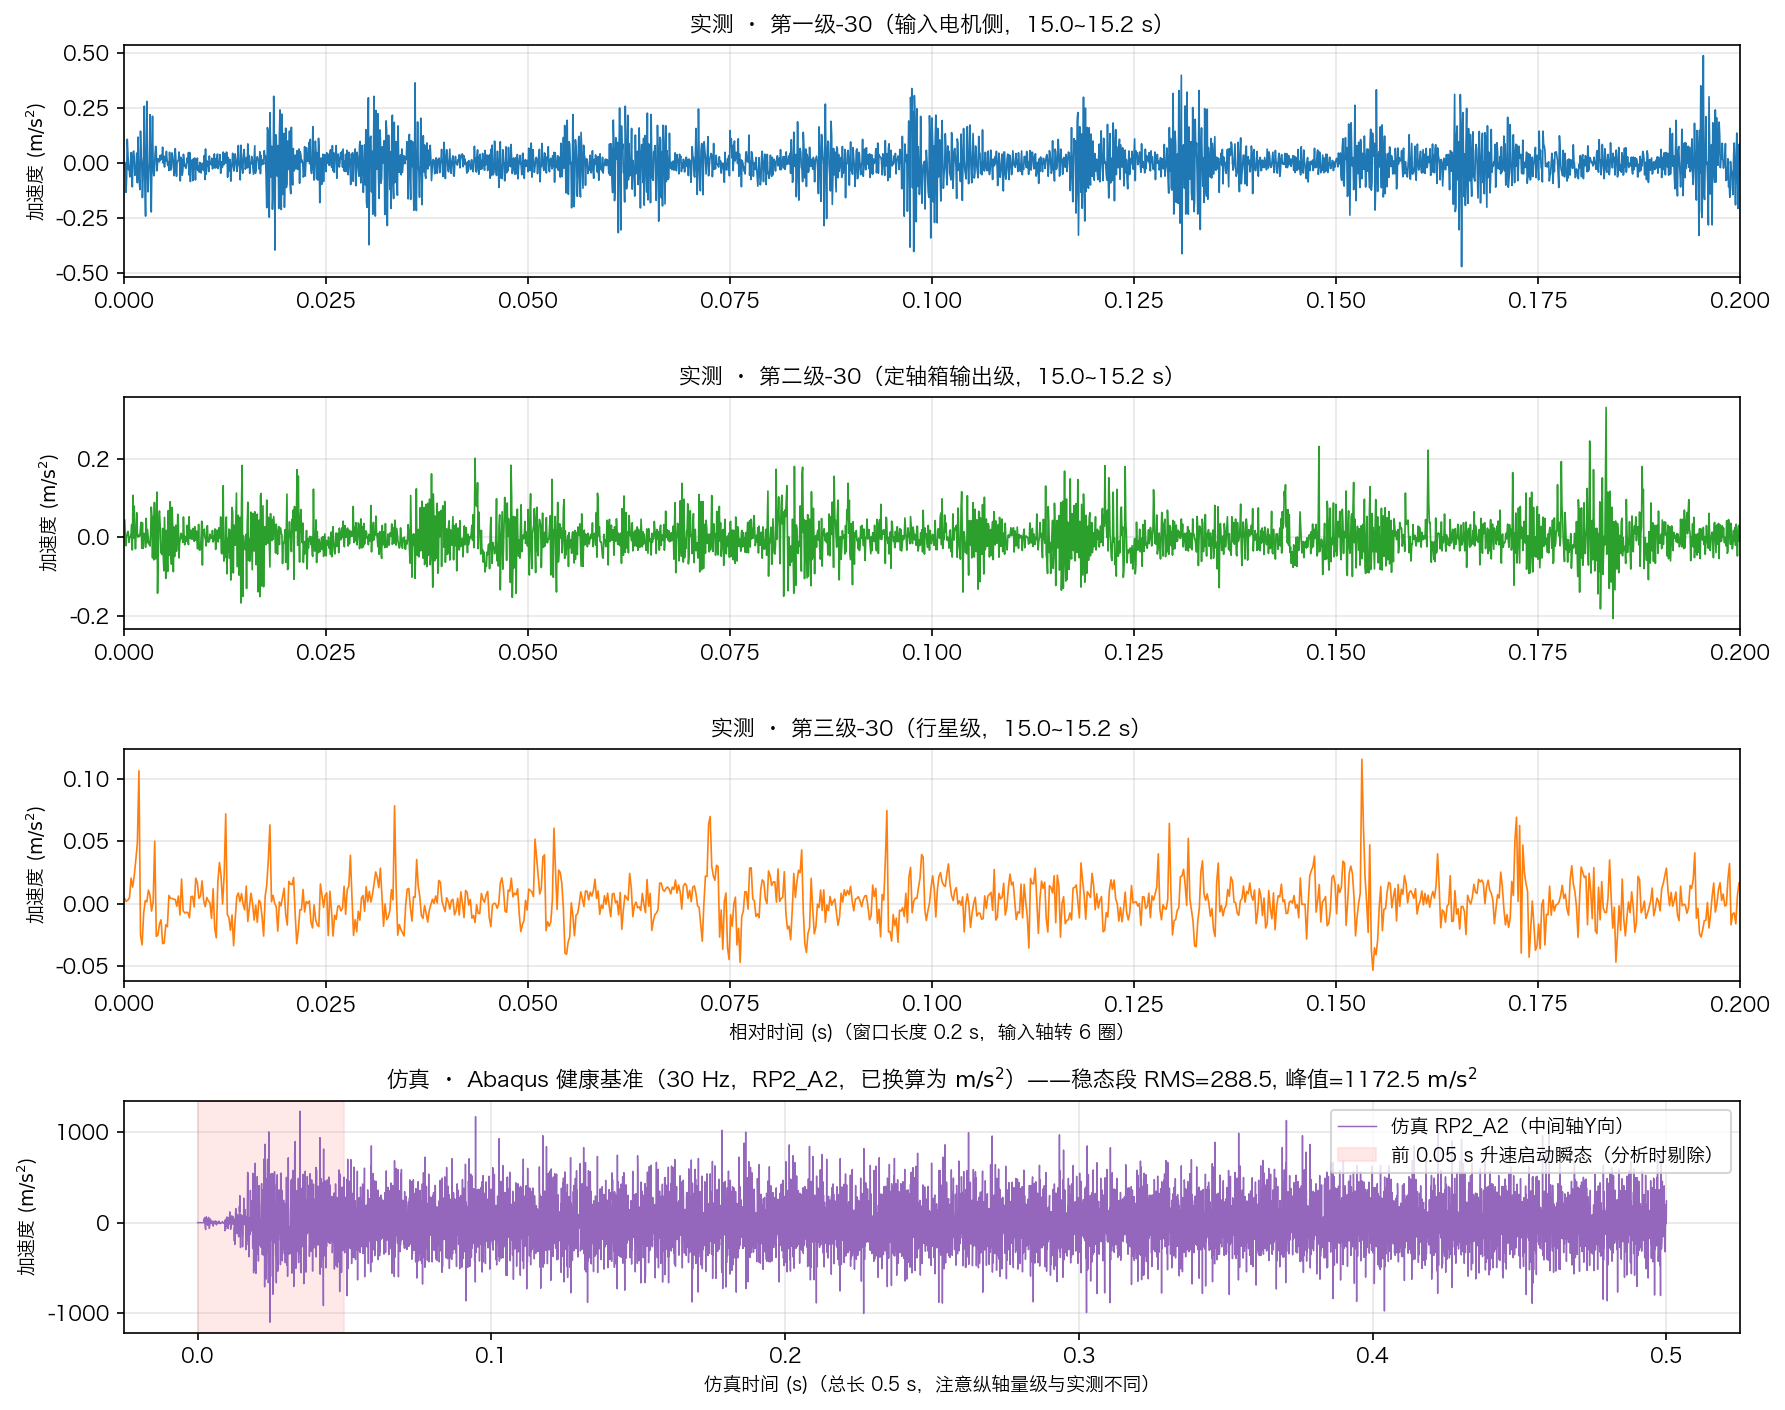 实测 · 第一级-30（输入电机侧，15.0~15.2 s）
加速度 (m/s²)
0.50
0.25
0.00
-0.25
-0.50
0.000 0.025 0.050 0.075 0.100 0.125 0.150 0.175 0.200
实测 · 第二级-30（定轴箱输出级，15.0~15.2 s）
加速度 (m/s²)
0.2
0.0
-0.2
0.000 0.025 0.050 0.075 0.100 0.125 0.150 0.175 0.200
实测 · 第三级-30（行星级，15.0~15.2 s）
加速度 (m/s²)
0.10
0.05
0.00
-0.05
0.000 0.025 0.050 0.075 0.100 0.125 0.150 0.175 0.200
相对时间 (s)（窗口长度 0.2 s，输入轴转 6 圈）
仿真 · Abaqus 健康基准（30 Hz，RP2_A2，已换算为 m/s²）——稳态段 RMS=288.5, 峰值=1172.5 m/s²
加速度 (m/s²)
1000
0
-1000
仿真 RP2_A2（中间轴Y向）
前 0.05 s 升速启动瞬态（分析时剔除）
0.0 0.1 0.2 0.3 0.4 0.5
仿真时间 (s)（总长 0.5 s，注意纵轴量级与实测不同）